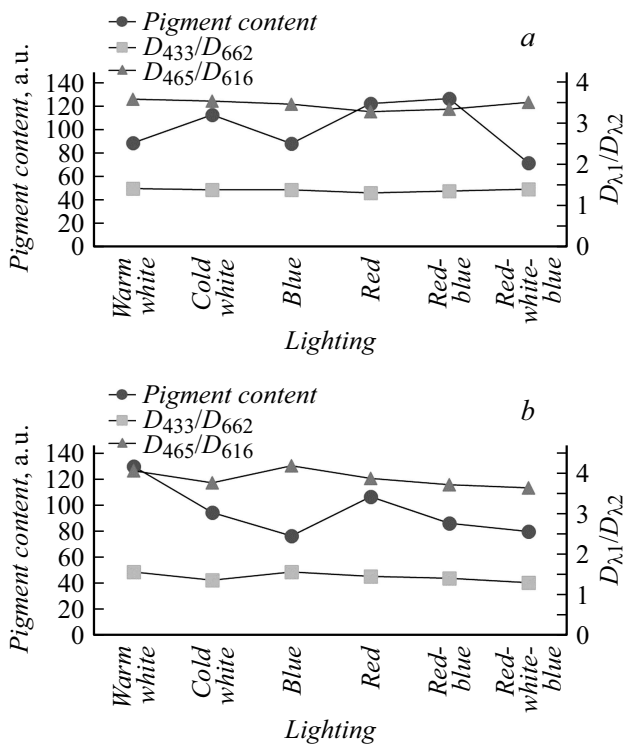 Pigment content
D433/D662
D465/D616
a
Pigment content, a.u.
140
120
100
80
60
40
20
0
4
3
2
1
0
Dλ1/Dλ2
Warm white
Cold white
Blue
Red
Red-blue
Red-white-blue
Lighting
Pigment content
D433/D662
D465/D616
b
Pigment content, a.u.
140
120
100
80
60
40
20
0
4
3
2
1
0
Dλ1/Dλ2
Warm white
Cold white
Blue
Red
Red-blue
Red-white-blue
Lighting